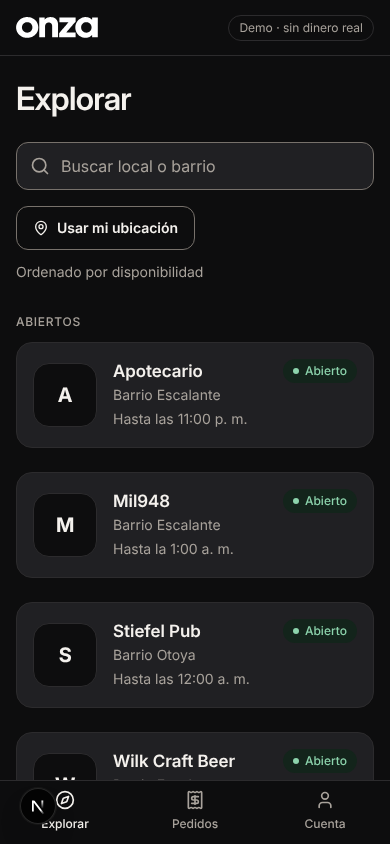 onza
Demo · sin dinero real
Explorar
Buscar local o barrio
Usar mi ubicación
Ordenado por disponibilidad
ABIERTOS
A
Apotecario
Abierto
Barrio Escalante
Hasta las 11:00 p. m.
M
Mil948
Abierto
Barrio Escalante
Hasta la 1:00 a. m.
S
Stiefel Pub
Abierto
Barrio Otoya
Hasta las 12:00 a. m.
W
Wilk Craft Beer
Abierto
N
Explorar
Pedidos
Cuenta